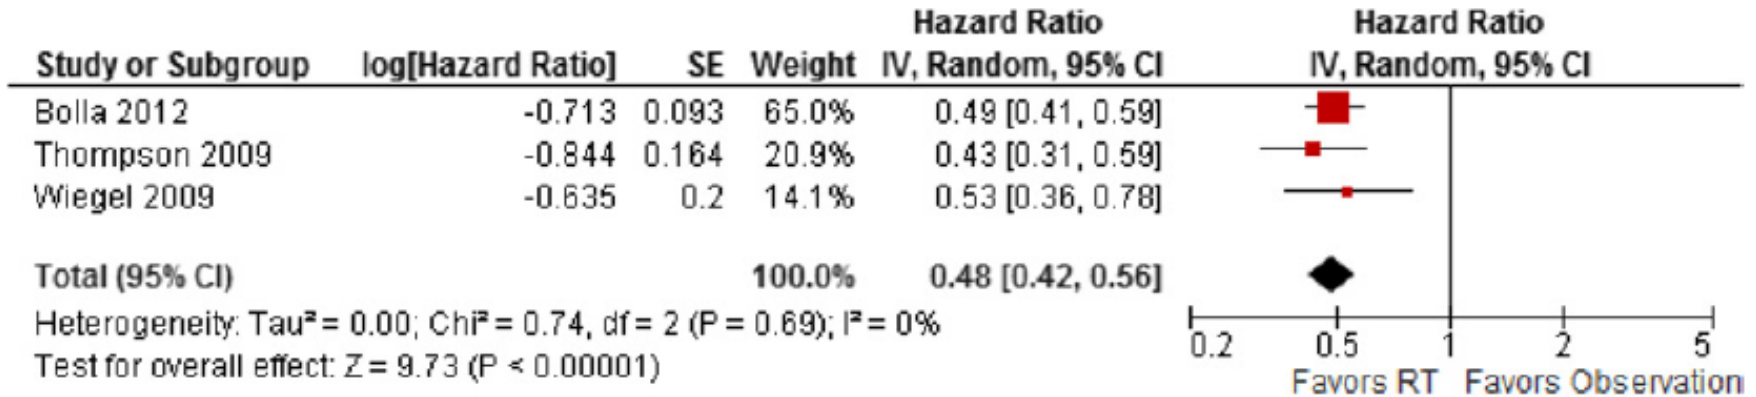 Hazard Ratio Hazard Ratio
Study or Subgroup log[Hazard Ratio] SE Weight IV, Random, 95% CI IV, Random, 95% CI
Bolla 2012 -0.713 0.093 65.0% 0.49 [0.41, 0.59]
Thompson 2009 -0.844 0.164 20.9% 0.43 [0.31, 0.59]
Wiegel 2009 -0.635 0.2 14.1% 0.53 [0.36, 0.78]
Total (95% CI) 100.0% 0.48 [0.42, 0.56]
Heterogeneity: Tau² = 0.00; Chi² = 0.74, df = 2 (P = 0.69); I² = 0%
0.2 0.5 1 2 5
Test for overall effect: Z = 9.73 (P < 0.00001)
Favors RT Favors Observation